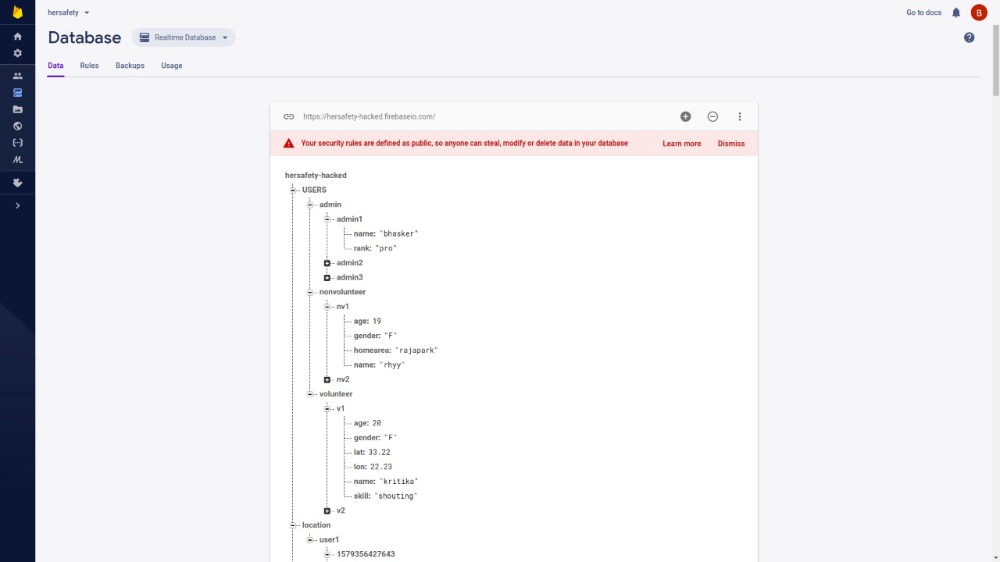 hersafety
Go to docs
B
Database
Realtime Database
?
Data Rules Backups Usage
https://hersafety-hacked.firebaseio.com/
Your security rules are defined as public, so anyone can steal, modify or delete data in your database
Learn more
Dismiss
hersafety-hacked
USERS
admin
admin1
name: "bhasker"
rank: "pro"
admin2
admin3
nonvolunteer
nv1
age: 19
gender: "F"
homearea: "rajapark"
name: "rhyy"
nv2
volunteer
v1
age: 20
gender: "F"
lat: 33.22
lon: 22.23
name: "kritika"
skill: "shouting"
v2
location
user1
1579356427643